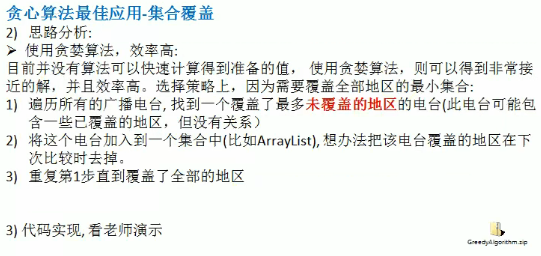 贪心算法最佳应用-集合覆盖
2) 思路分析:
➢ 使用贪婪算法，效率高:
目前并没有算法可以快速计算得到准备的值， 使用贪婪算法，则可以得到非常接
近的解，并且效率高。选择策略上，因为需要覆盖全部地区的最小集合:
1) 遍历所有的广播电台, 找到一个覆盖了最多未覆盖的地区的电台(此电台可能包
含一些已覆盖的地区，但没有关系）
2) 将这个电台加入到一个集合中(比如ArrayList), 想办法把该电台覆盖的地区在下
次比较时去掉。
3) 重复第1步直到覆盖了全部的地区
3) 代码实现, 看老师演示
GreedyAlgorithm.zip